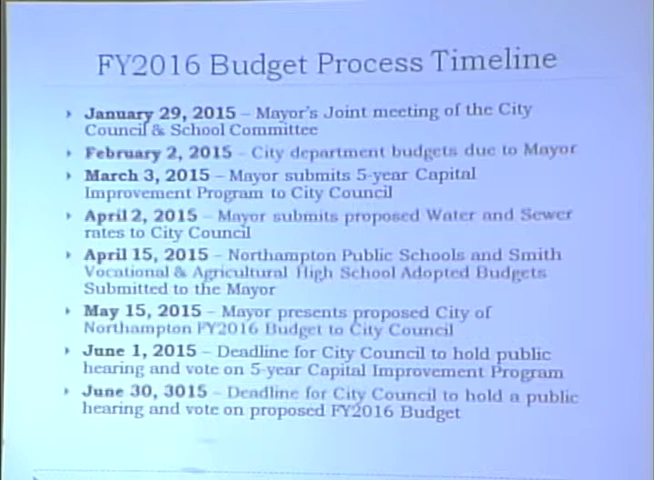 FY2016 Budget Process Timeline
January 29, 2015 – Mayor's Joint meeting of the City
Council & School Committee
February 2, 2015 – City department budgets due to Mayor
March 3, 2015 – Mayor submits 5-year Capital
Improvement Program to City Council
April 2, 2015 – Mayor submits proposed Water and Sewer
rates to City Council
April 15, 2015 – Northampton Public Schools and Smith
Vocational & Agricultural High School Adopted Budgets
Submitted to the Mayor
May 15, 2015 – Mayor presents proposed City of
Northampton FY2016 Budget to City Council
June 1, 2015 – Deadline for City Council to hold public
hearing and vote on 5-year Capital Improvement Program
June 30, 3015 – Deadline for City Council to hold a public
hearing and vote on proposed FY2016 Budget